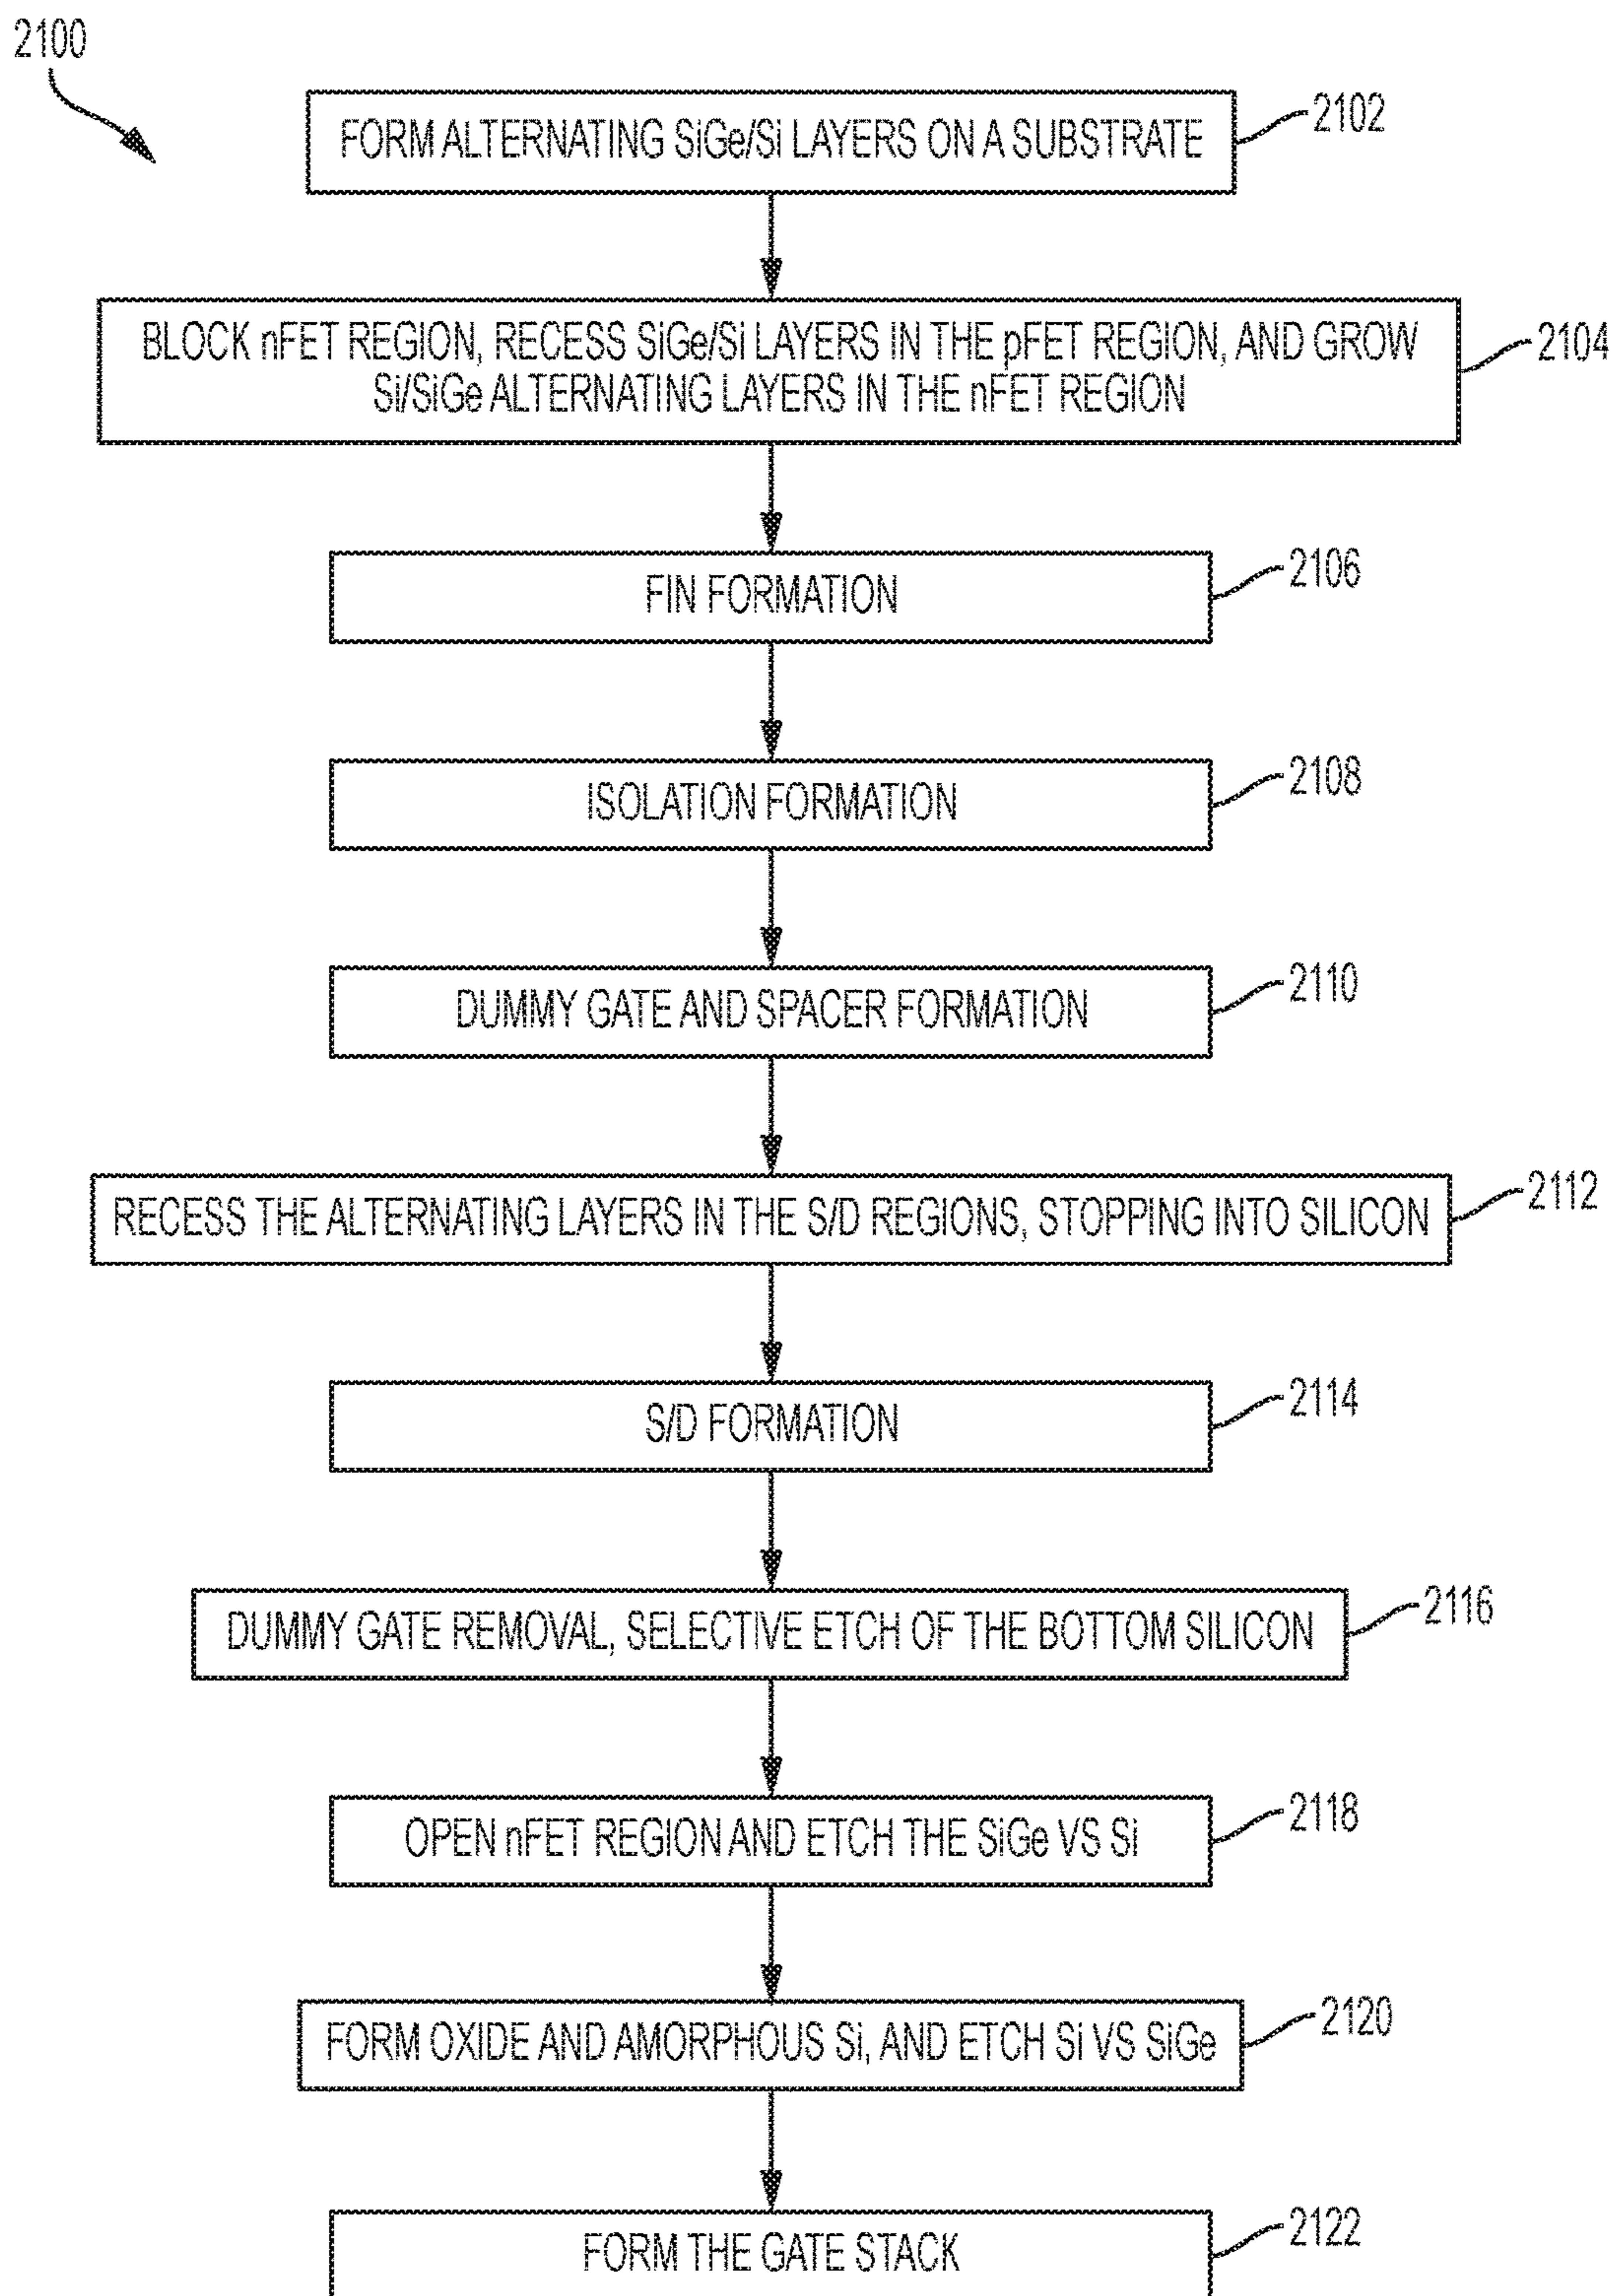 2100
FORM ALTERNATING SiGe/Si LAYERS ON A SUBSTRATE
2102
BLOCK nFET REGION, RECESS SiGe/Si LAYERS IN THE pFET REGION, AND GROW
Si/SiGe ALTERNATING LAYERS IN THE nFET REGION
2104
FIN FORMATION
2106
ISOLATION FORMATION
2108
DUMMY GATE AND SPACER FORMATION
2110
RECESS THE ALTERNATING LAYERS IN THE S/D REGIONS, STOPPING INTO SILICON
2112
S/D FORMATION
2114
DUMMY GATE REMOVAL, SELECTIVE ETCH OF THE BOTTOM SILICON
2116
OPEN nFET REGION AND ETCH THE SiGe VS Si
2118
FORM OXIDE AND AMORPHOUS Si, AND ETCH Si VS SiGe
2120
FORM THE GATE STACK
2122